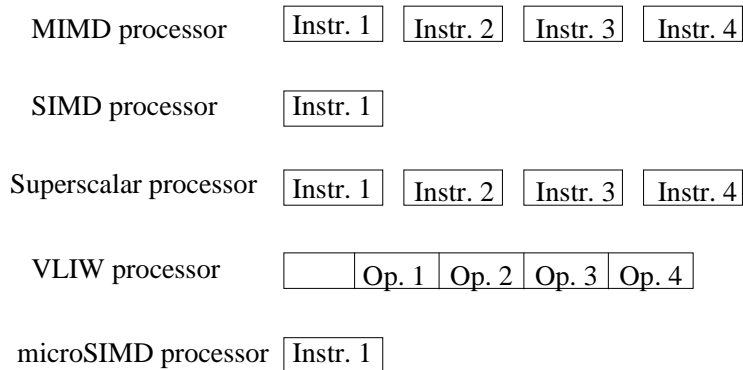 MIMD processor Instr. 1 Instr. 2 Instr. 3 Instr. 4
SIMD processor Instr. 1
Superscalar processor Instr. 1 Instr. 2 Instr. 3 Instr. 4
VLIW processor Op. 1 Op. 2 Op. 3 Op. 4
microSIMD processor Instr. 1